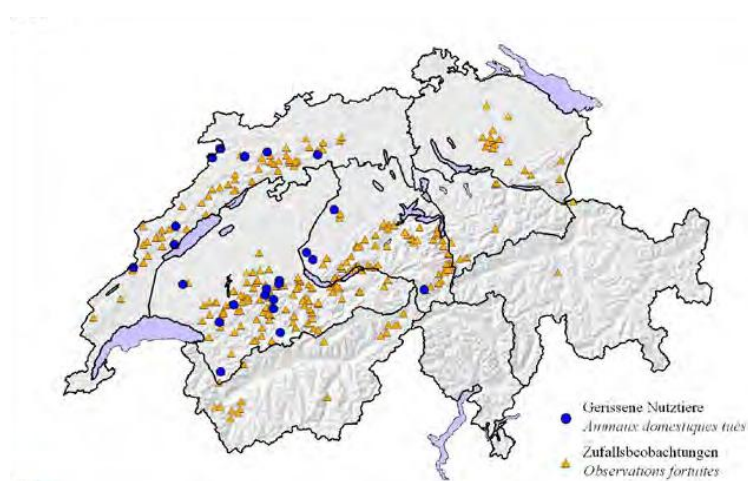 Gerissene Nutztiere
Animaux domestiques tués
Zufallsbeobachtungen
Observations fortuites